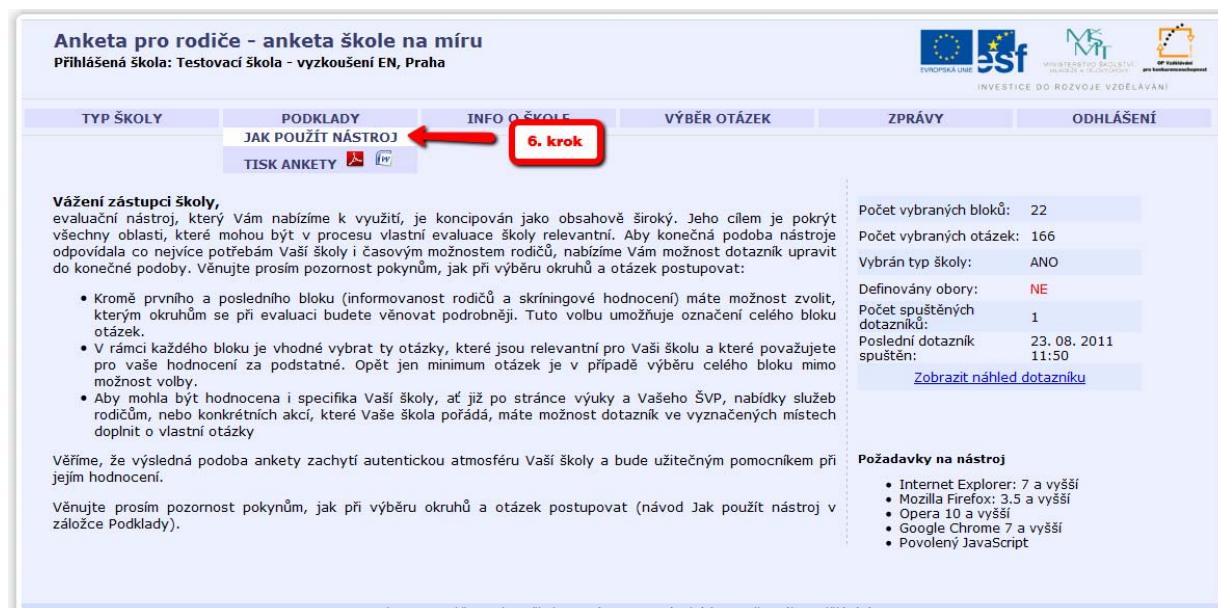 Anketa pro rodiče - anketa škole na míru
Přihlášená škola: Testovací škola - vyzkoušení EN, Praha
EVROPSKÁ UNIE
esf
MŠMT
MINISTERSTVO ŠKOLSTVÍ,
MLÁDEŽE A TĚLOVÝCHOVY
OP Vzdělávání
pro konkurenceschopnost
INVESTICE DO ROZVOJE VZDĚLÁVÁNÍ
TYP ŠKOLY PODKLADY INFO O ŠKOLE VÝBĚR OTÁZEK ZPRÁVY ODHLÁŠENÍ
JAK POUŽÍT NÁSTROJ
6. krok
TISK ANKETY
Vážení zástupci školy,
evaluační nástroj, který Vám nabízíme k využití, je koncipován jako obsahově široký. Jeho cílem je pokrýt
všechny oblasti, které mohou být v procesu vlastní evaluace školy relevantní. Aby konečná podoba nástroje
odpovídala co nejvíce potřebám Vaší školy i časovým možnostem rodičů, nabízíme Vám možnost dotazník upravit
do konečné podoby. Věnujte prosím pozornost pokynům, jak při výběru okruhů a otázek postupovat:
• Kromě prvního a posledního bloku (informovanost rodičů a skríningové hodnocení) máte možnost zvolit,
kterým okruhům se při evaluaci budete věnovat podrobněji. Tuto volbu umožňuje označení celého bloku
otázek.
• V rámci každého bloku je vhodné vybrat ty otázky, které jsou relevantní pro Vaši školu a které považujete
pro vaše hodnocení za podstatné. Opět jen minimum otázek je v případě výběru celého bloku mimo
možnost volby.
• Aby mohla být hodnocena i specifika Vaší školy, ať již po stránce výuky a Vašeho ŠVP, nabídky služeb
rodičům, nebo konkrétních akcí, které Vaše škola pořádá, máte možnost dotazník ve vyznačených místech
doplnit o vlastní otázky
Věříme, že výsledná podoba ankety zachytí autentickou atmosféru Vaší školy a bude užitečným pomocníkem při
jejím hodnocení.
Věnujte prosím pozornost pokynům, jak při výběru okruhů a otázek postupovat (návod Jak použít nástroj v
záložce Podklady).
Počet vybraných bloků: 22
Počet vybraných otázek: 166
Vybrán typ školy: ANO
Definovány obory: NE
Počet spuštěných
dotazníků: 1
Poslední dotazník
spuštěn: 23. 08. 2011
11:50
Zobrazit náhled dotazníku
Požadavky na nástroj
• Internet Explorer: 7 a vyšší
• Mozilla Firefox: 3.5 a vyšší
• Opera 10 a vyšší
• Google Chrome 7 a vyšší
• Povolený JavaScript